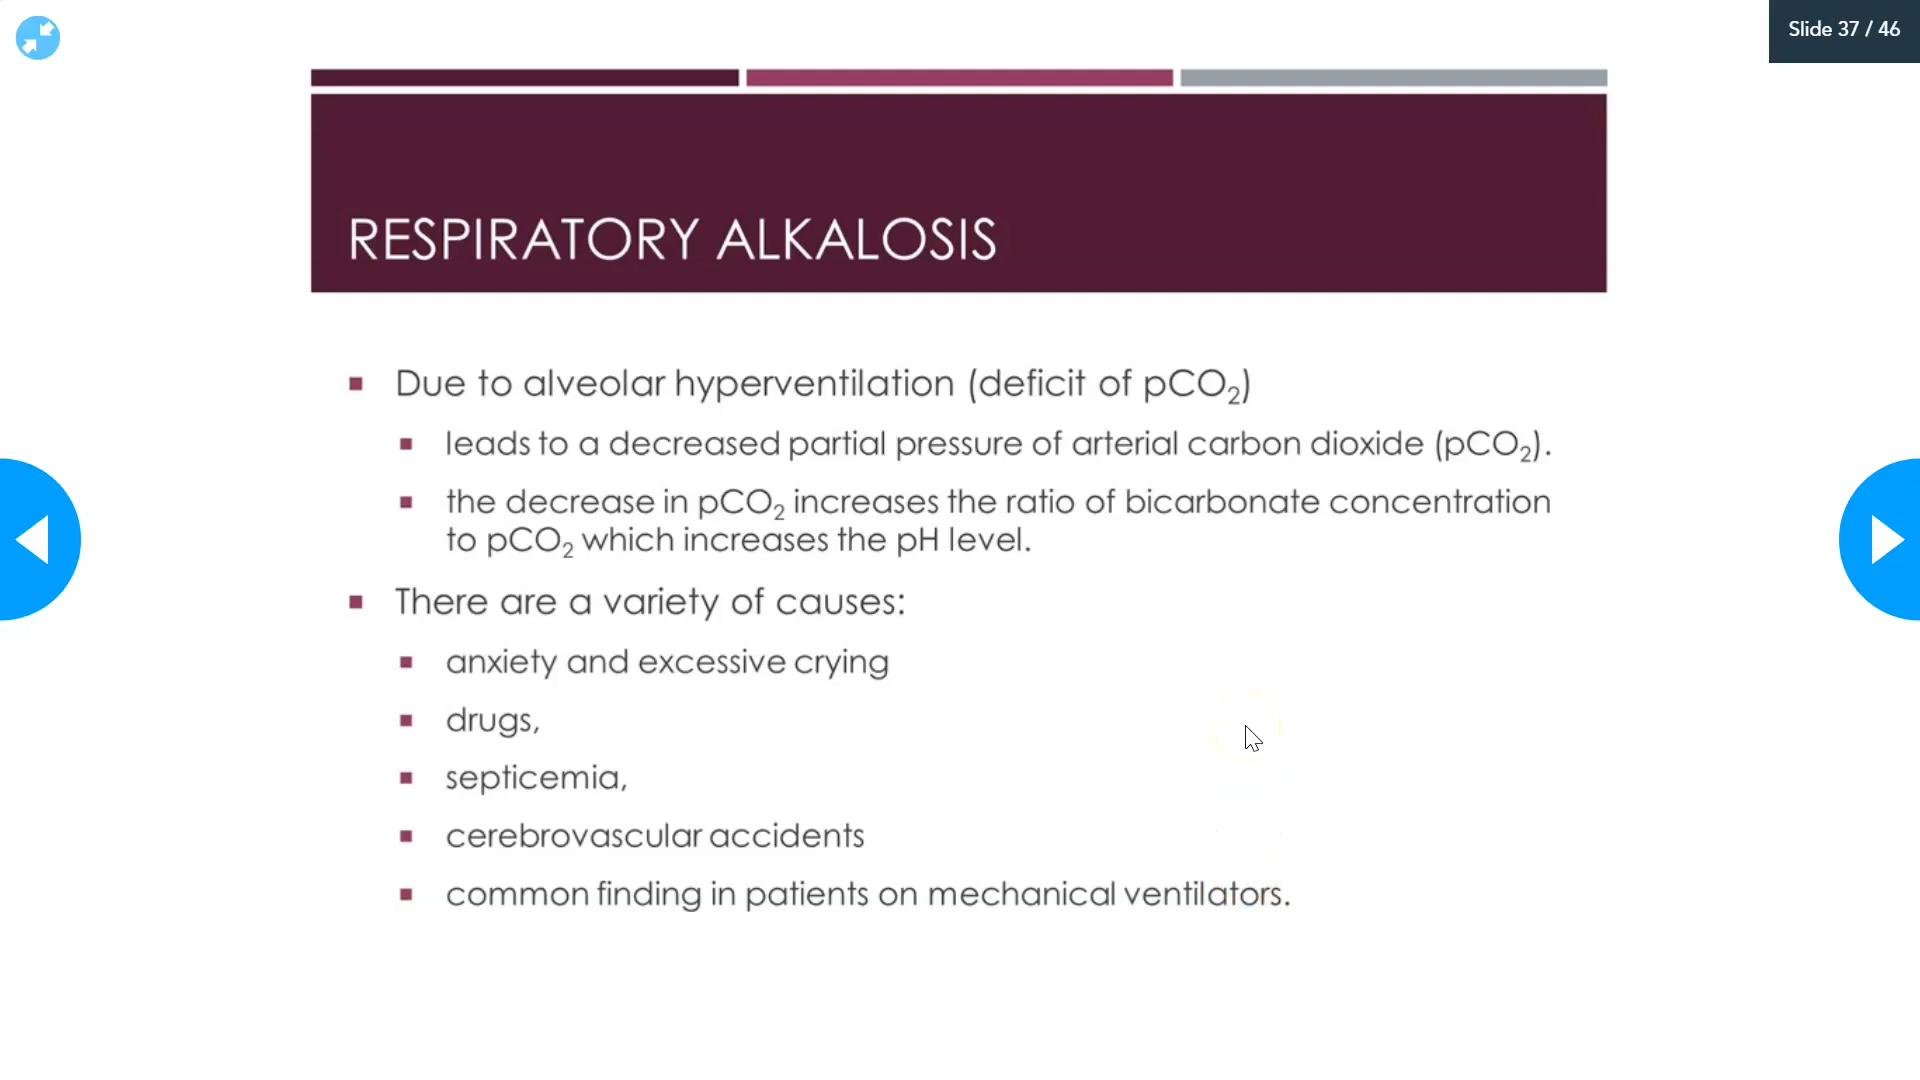 Slide 37 / 46
RESPIRATORY ALKALOSIS
Due to alveolar hyperventilation (deficit of pCO₂)
leads to a decreased partial pressure of arterial carbon dioxide (pCO₂).
the decrease in pCO₂ increases the ratio of bicarbonate concentration
to pCO₂ which increases the pH level.
There are a variety of causes:
anxiety and excessive crying
drugs,
septicemia,
cerebrovascular accidents
common finding in patients on mechanical ventilators.